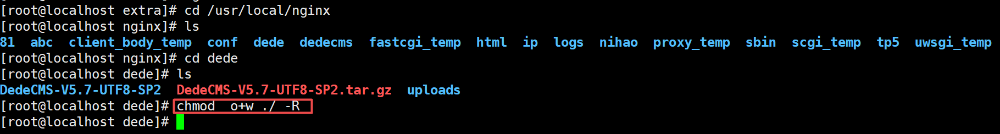 [root@localhost extra]# cd /usr/local/nginx
[root@localhost nginx]# ls
81  abc  client_body_temp  conf  dede  dedecms  fastcgi_temp  html  ip  logs  nihao  proxy_temp  sbin  scgi_temp  tp5  uwsgi_temp
[root@localhost nginx]# cd dede
[root@localhost dede]# ls
DedeCMS-V5.7-UTF8-SP2  DedeCMS-V5.7-UTF8-SP2.tar.gz  uploads
[root@localhost dede]# chmod  o+w ./ -R
[root@localhost dede]#